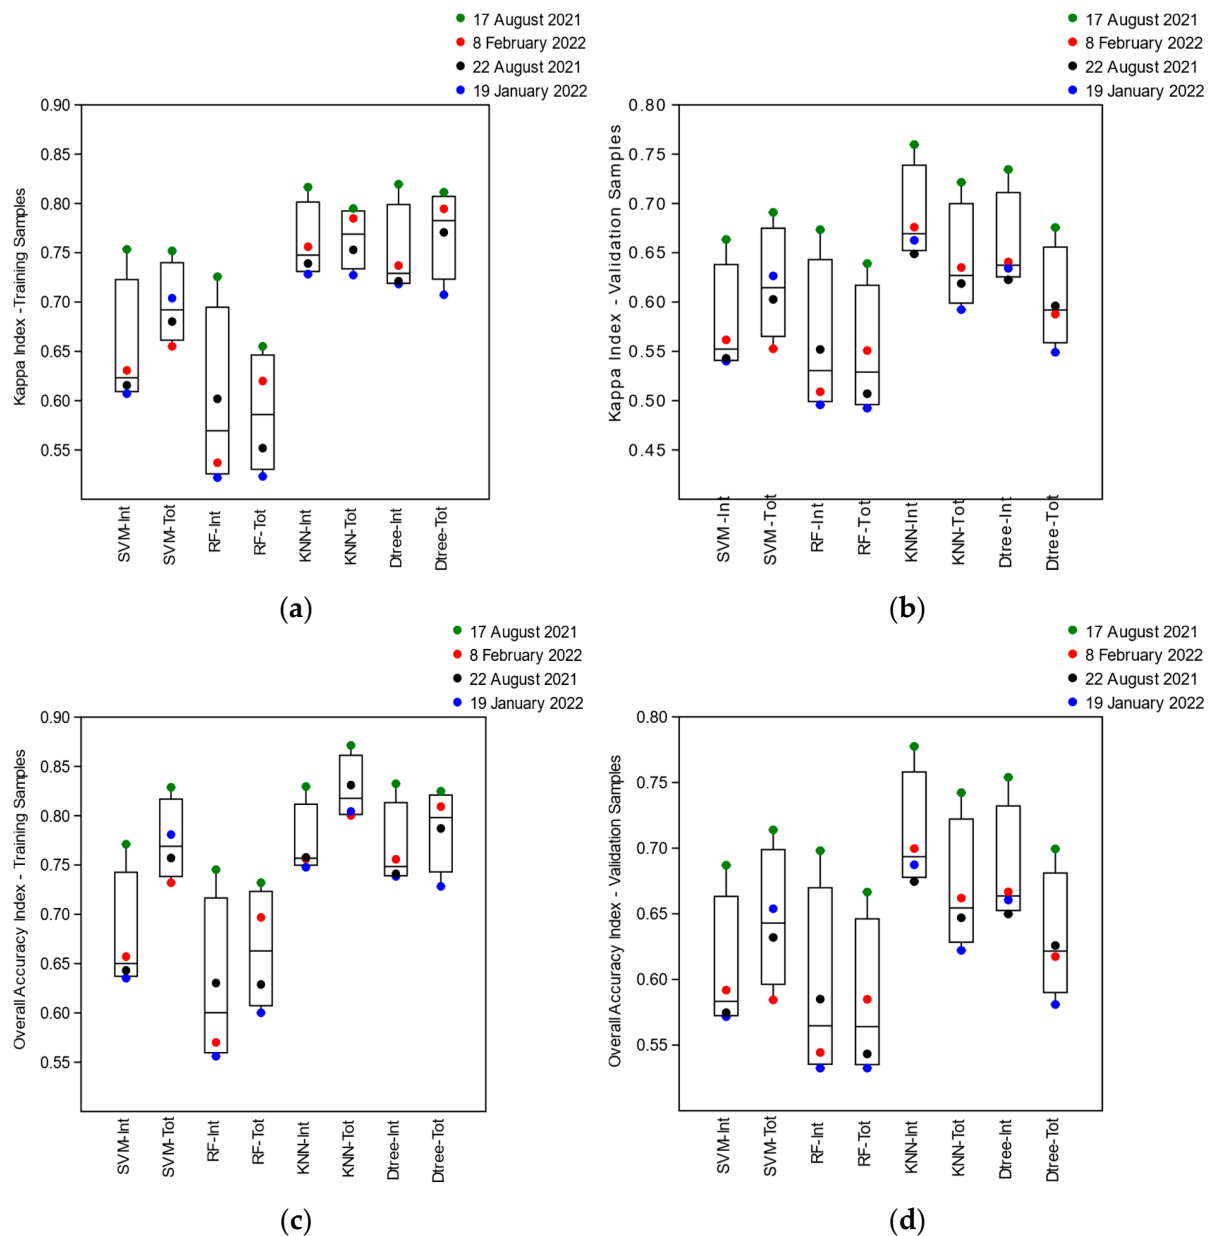 17 August 2021
8 February 2022
22 August 2021
19 January 2022
Kappa Index -Training Samples
0.90
0.85
0.80
0.75
0.70
0.65
0.60
0.55
SVM-Int
SVM-Tot
RF-Int
RF-Tot
KNN-Int
KNN-Tot
Dtree-Int
Dtree-Tot
(a)
17 August 2021
8 February 2022
22 August 2021
19 January 2022
Kappa Index - Validation Samples
0.80
0.75
0.70
0.65
0.60
0.55
0.50
0.45
SVM-Int
SVM-Tot
RF-Int
RF-Tot
KNN-Int
KNN-Tot
Dtree-Int
Dtree-Tot
(b)
17 August 2021
8 February 2022
22 August 2021
19 January 2022
Overall Accuracy Index - Training Samples
0.90
0.85
0.80
0.75
0.70
0.65
0.60
0.55
SVM-Int
SVM-Tot
RF-Int
RF-Tot
KNN-Int
KNN-Tot
Dtree-Int
Dtree-Tot
(c)
17 August 2021
8 February 2022
22 August 2021
19 January 2022
Overall Accuracy Index - Validation Samples
0.80
0.75
0.70
0.65
0.60
0.55
SVM-Int
SVM-Tot
RF-Int
RF-Tot
KNN-Int
KNN-Tot
Dtree-Int
Dtree-Tot
(d)